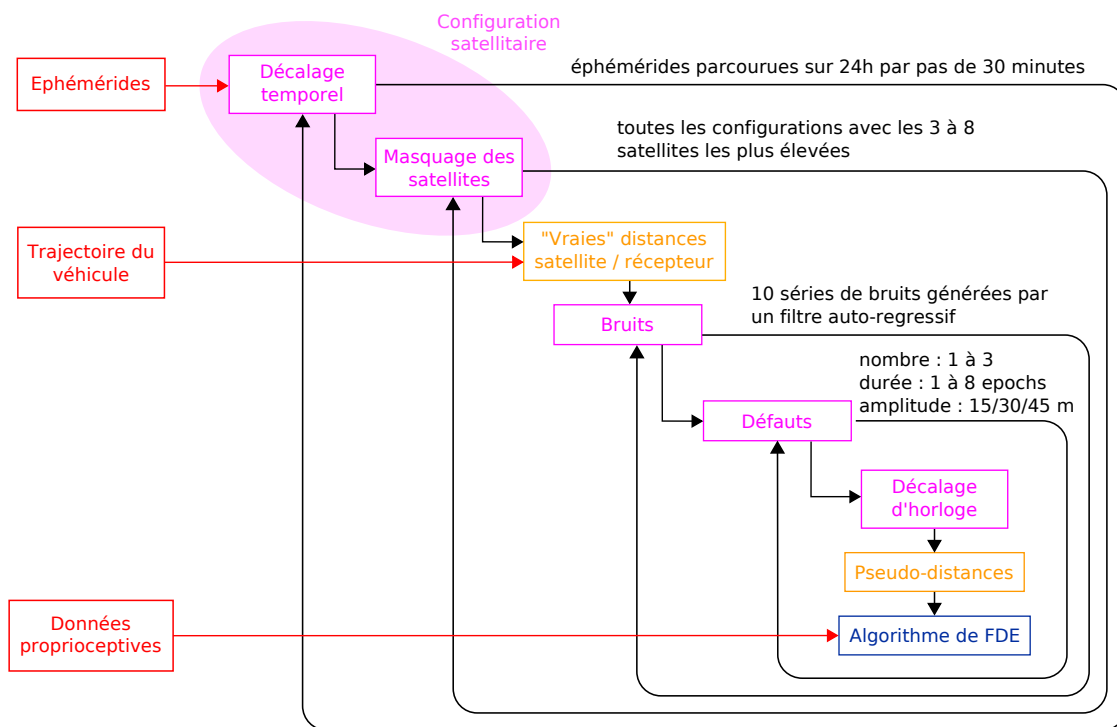 Configuration
satellitaire
Ephémérides
Décalage
temporel
éphémérides parcourues sur 24h par pas de 30 minutes
toutes les configurations avec les 3 à 8
satellites les plus élevées
Masquage des
satellites
Trajectoire du
véhicule
"Vraies" distances
satellite / récepteur
10 séries de bruits générées par
un filtre auto-regressif
Bruits
nombre : 1 à 3
durée : 1 à 8 epochs
amplitude : 15/30/45 m
Défauts
Décalage
d'horloge
Pseudo-distances
Données
proprioceptives
Algorithme de FDE